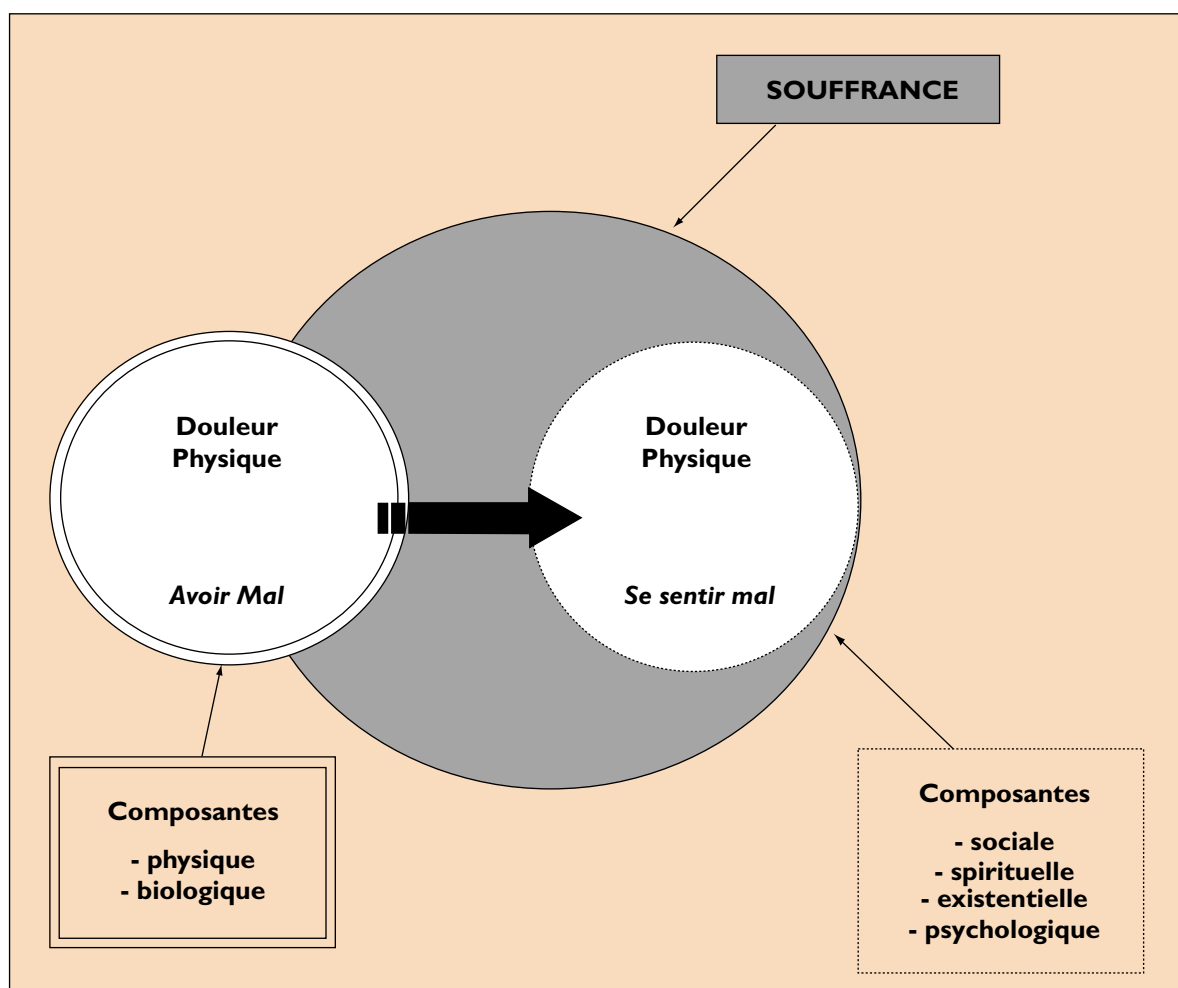 SOUFFRANCE
Douleur
Physique
Avoir Mal
Douleur
Physique
Se sentir mal
Composantes
- physique
- biologique
Composantes
- sociale
- spirituelle
- existentielle
- psychologique